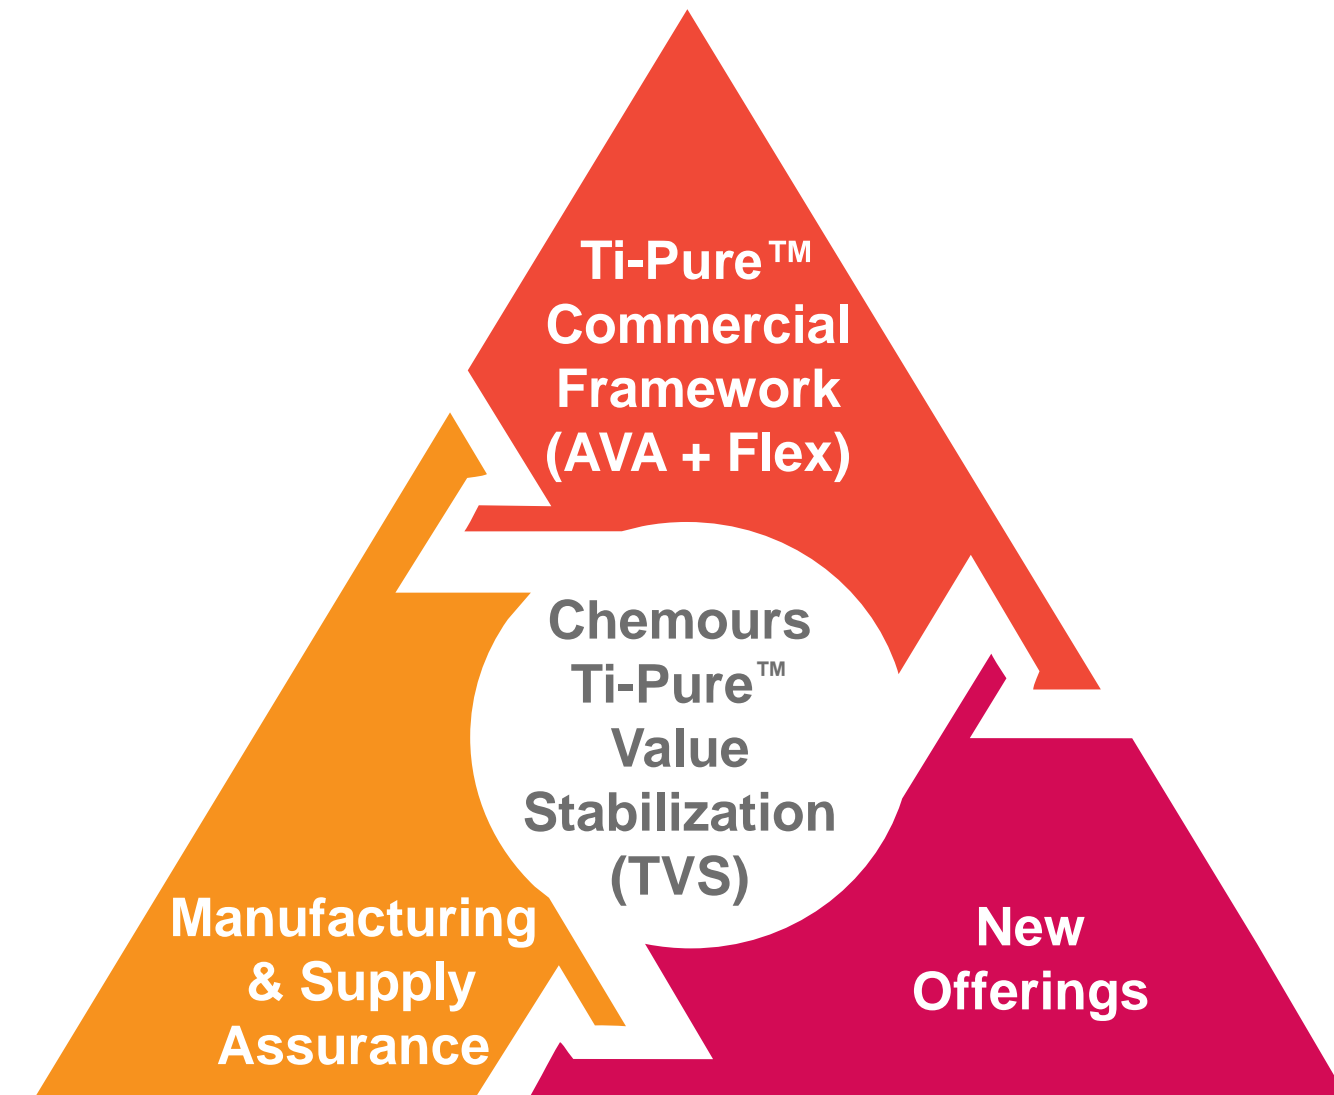 Ti-Pure™
Commercial
Framework
(AVA + Flex)
Chemours
Ti-Pure™
Value
Stabilization
(TVS)
Manufacturing
& Supply
Assurance
New
Offerings